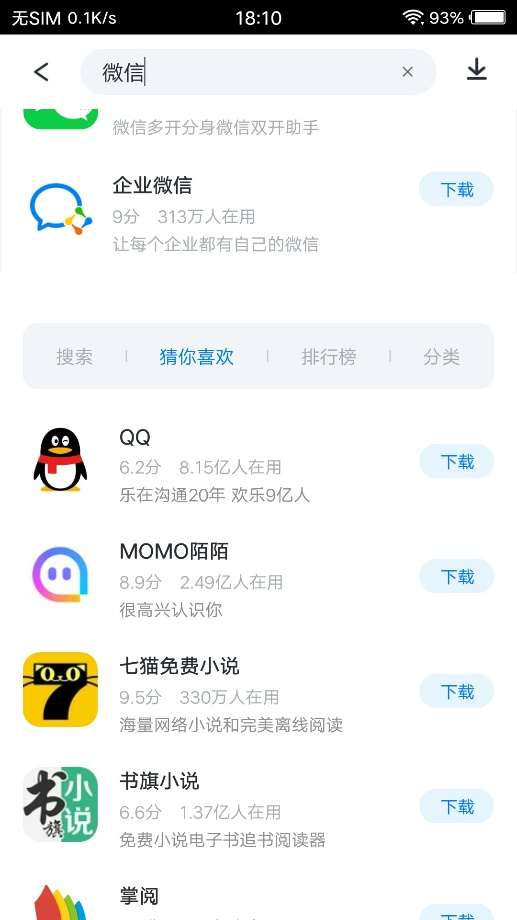 无SIM 0.1K/s 18:10 93%
微信
微信多开分身微信双开助手
企业微信
下载
9分 313万人在用
让每个企业都有自己的微信
搜索 猜你喜欢 排行榜 分类
QQ
6.2分 8.15亿人在用
下载
乐在沟通20年 欢乐9亿人
MOMO陌陌
8.9分 2.49亿人在用
下载
很高兴认识你
七猫免费小说
9.5分 330万人在用
下载
海量网络小说和完美离线阅读
7
书旗小说
书旗小说
6.6分 1.37亿人在用
下载
免费小说电子书追书阅读器
掌阅
下载